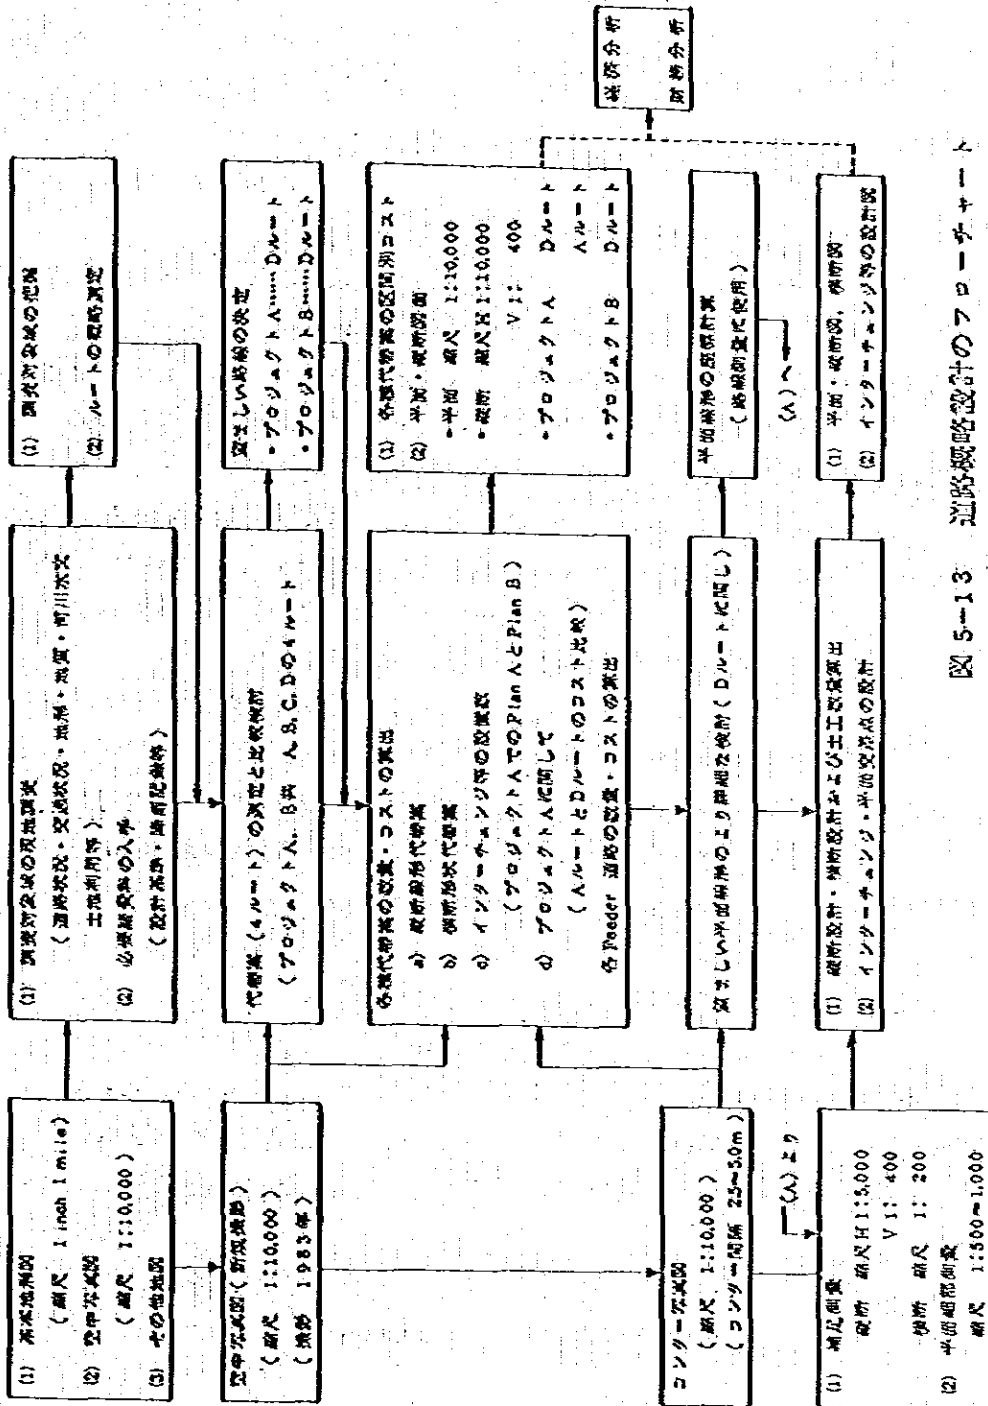 (1) 基本地形図
(縮尺 1 inch 1 mile)
(2) 空中写真図
(縮尺 1:10,000)
(3) その他地図
(1) 調査対象域の現地調査
(道路状況・交通状況・地形・地質・河川水文
土地利用等)
(2) 必要諸資料の入手
(設計基準・降雨記録等)
(1) 調査対象域の把握
(2) ルートの概略選定
空中写真図(新規撮影)
(縮尺 1:10,000)
(撮影 1983年)
代替案(4ルート)の選定と比較検討
(プロジェクトA、B共 A,B,C,Dの4ルート)
望ましい路線の決定
・プロジェクトA……Dルート
・プロジェクトB……Dルート
各種代替案の数量・コストの算出
a) 縦断線形代替案
b) 横断形状代替案
c) インターチェンジ等の設置数
(プロジェクトAでのPlan AとPlan B)
d) プロジェクトAに関して
(AルートとDルートのコスト比較)
各Feeder 道路の数量・コストの算出
(1) 各種代替案の区間別コスト
(2) 平面・縦断図面
・平面 縮尺 1:10,000
・縦断 縮尺H 1:10,000
V 1: 400
・プロジェクトA Dルート
Aルート
・プロジェクトB Dルート
経済分析
財務分析
コンター写真図
(縮尺 1:10,000)
(コンター間隔 2.5~5.0m)
望ましい平面線形のより詳細な検討(Dルートに関し)
平面線形の座標計算
(路線測量に使用)
(A)へ
(A)より
(1) 補足測量
縦断 縮尺H 1:5,000
V 1: 400
横断 縮尺 1: 200
(2) 平面細部測量
縮尺 1:500~1,000
(1) 縦断設計・横断設計および土工数量算出
(2) インターチェンジ・平面交差点の設計
(1) 平面・縦断図、横断図
(2) インターチェンジ等の設計図
図 5-13 道路概略設計のフローチャート